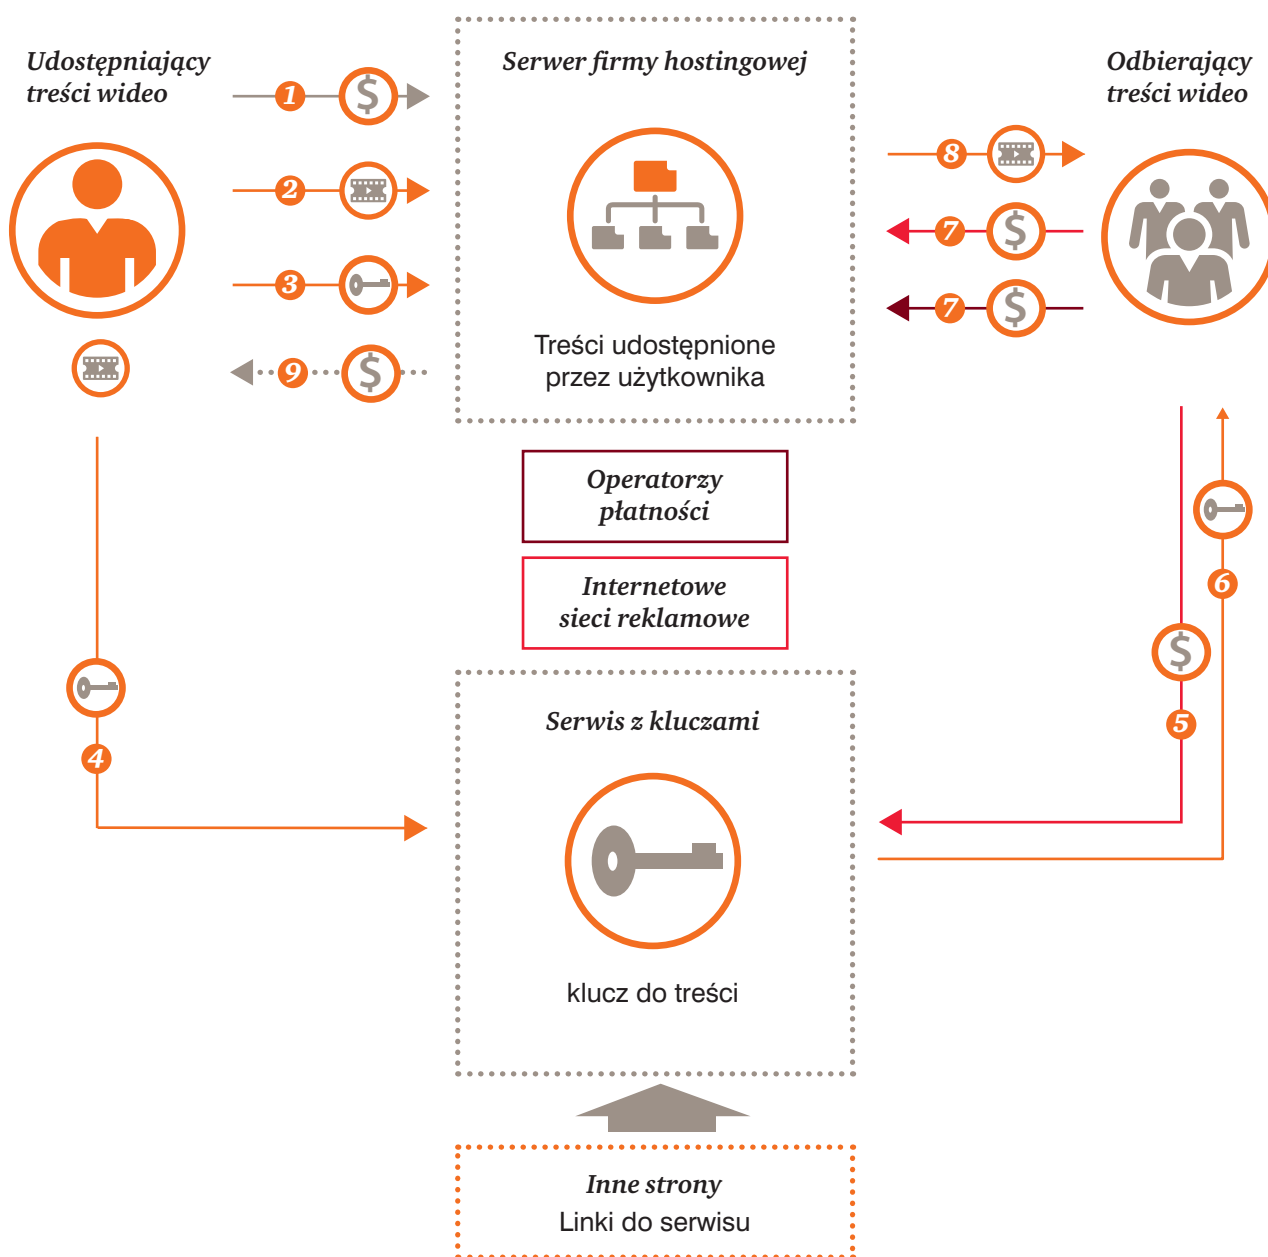 Udostępniający
treści wideo
Serwer firmy hostingowej
Odbierający
treści wideo
1
$
2
3
9
$
8
7
$
7
$
Treści udostępnione
przez użytkownika
Operatorzy
płatności
Internetowe
sieci reklamowe
6
$
5
4
Serwis z kluczami
klucz do treści
Inne strony
Linki do serwisu